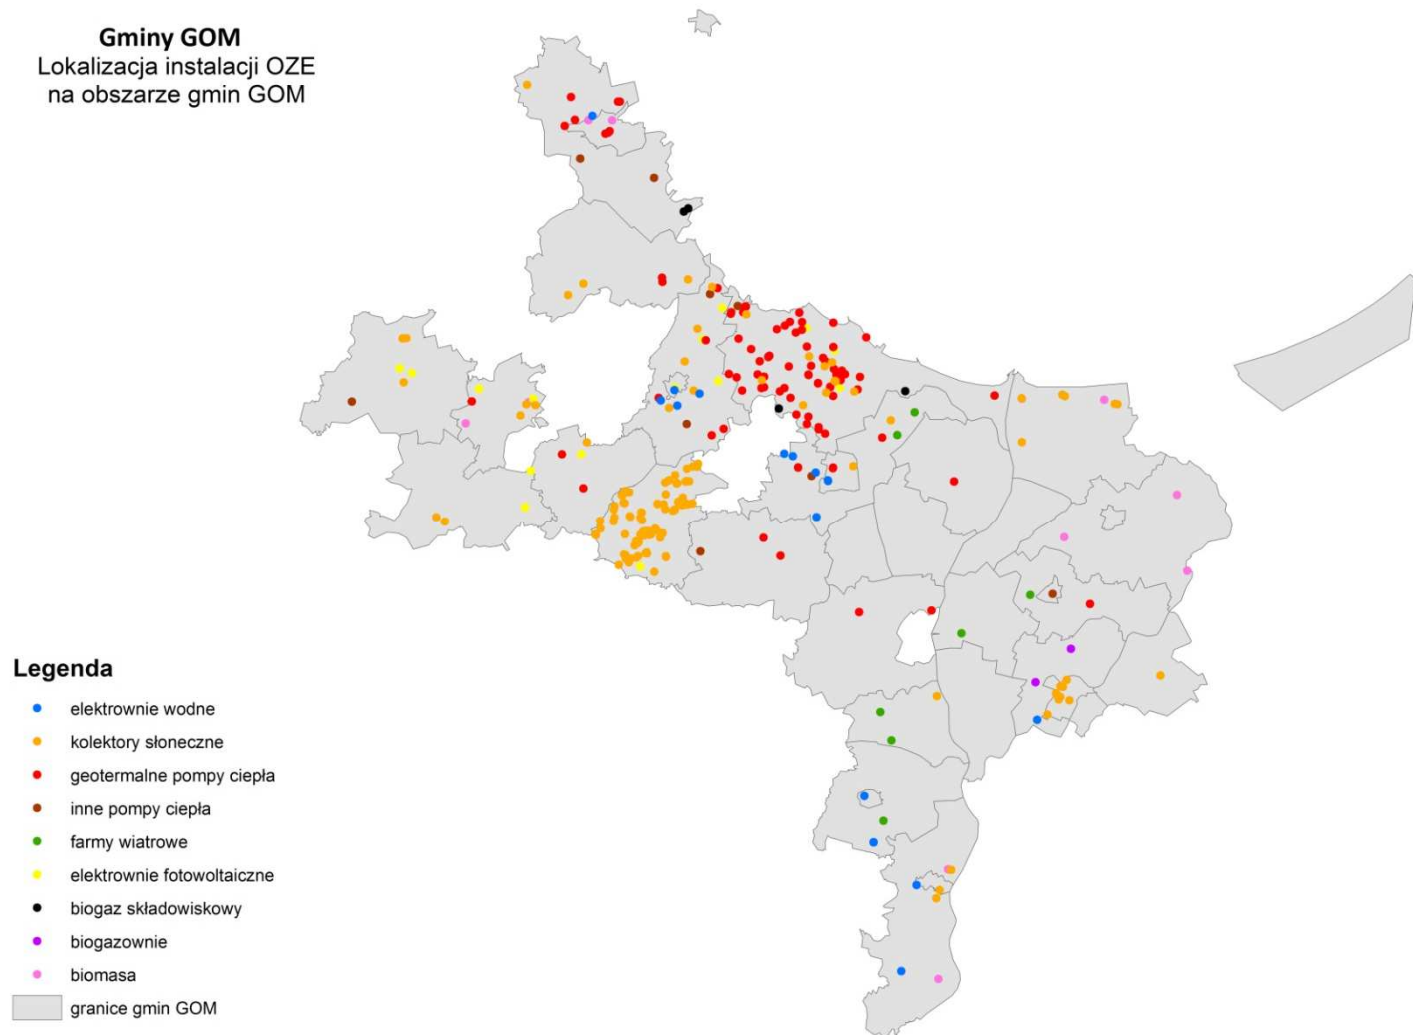 Gminy GOM
Lokalizacja instalacji OZE
na obszarze gmin GOM
Legenda
elektrownie wodne
kolektory słoneczne
geotermalne pompy ciepła
inne pompy ciepła
farmy wiatrowe
elektrownie fotowoltaiczne
biogaz składowiskowy
biogazownie
biomasa
granice gmin GOM